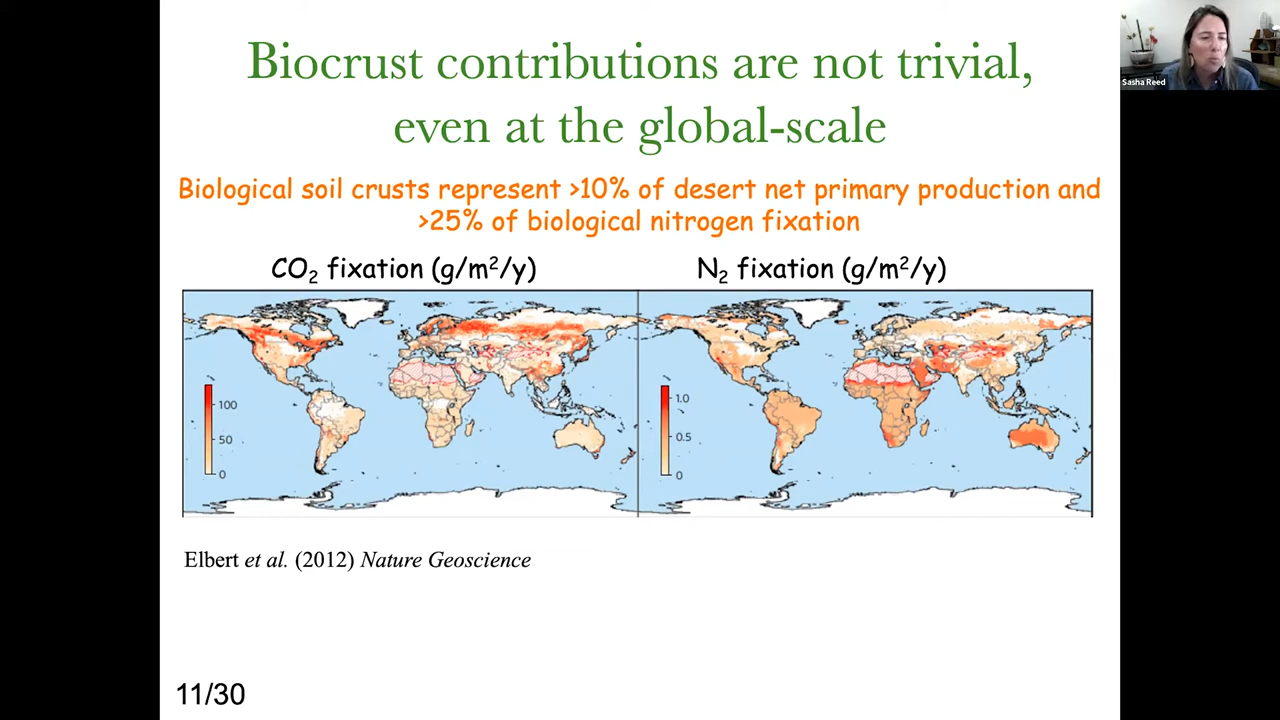 Biocrust contributions are not trivial,
even at the global-scale
Biological soil crusts represent >10% of desert net primary production and
>25% of biological nitrogen fixation
CO₂ fixation (g/m²/y)
N₂ fixation (g/m²/y)
100
50
0
1.0
0.5
0
Elbert et al. (2012) Nature Geoscience
11/30
Sasha Reed